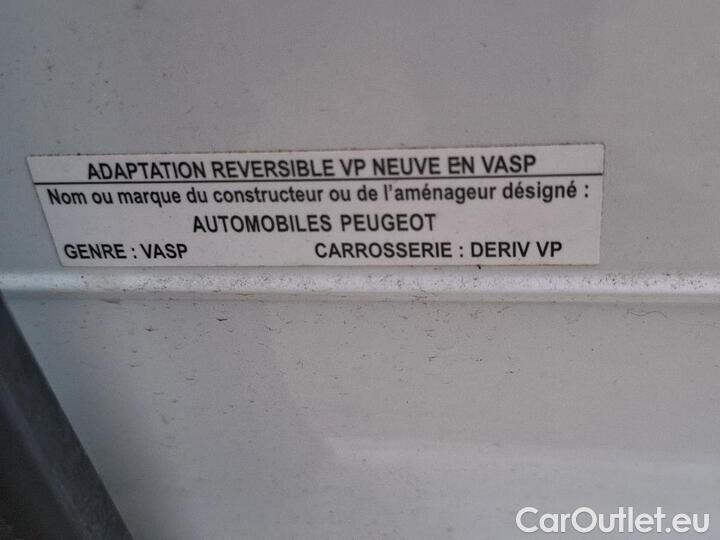 ADAPTATION REVERSIBLE VP NEUVE EN VASP
Nom ou marque du constructeur ou de l'aménageur désigné :
AUTOMOBILES PEUGEOT
GENRE : VASP CARROSSERIE : DERIV VP
CarOutlet.eu